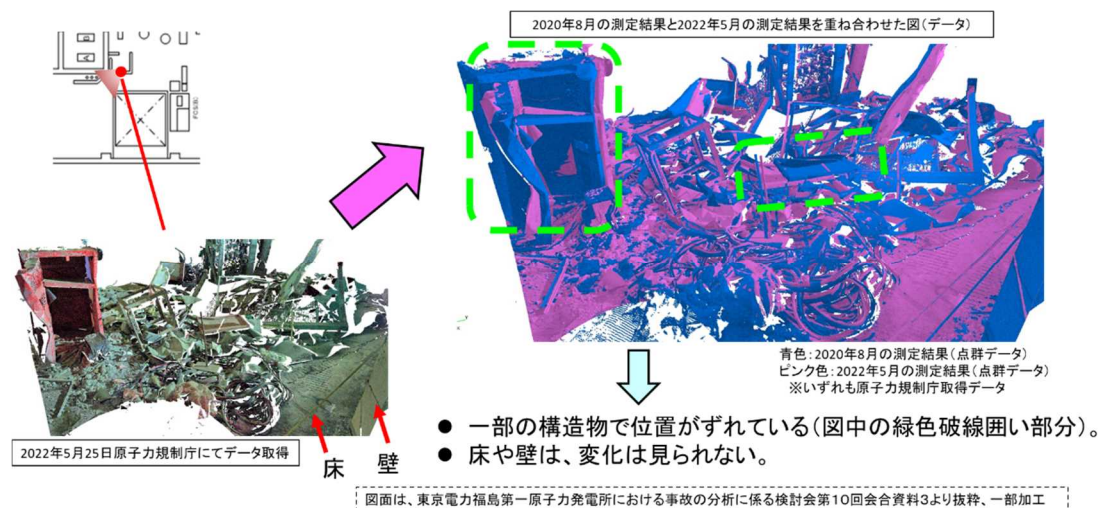 2020年8月の測定結果と2022年5月の測定結果を重ね合わせた図(データ)
2022年5月25日原子力規制庁にてデータ取得
床
壁
青色:2020年8月の測定結果(点群データ)
ピンク色:2022年5月の測定結果(点群データ)
※いずれも原子力規制庁取得データ
● 一部の構造物で位置がずれている(図中の緑色破線囲い部分)。
● 床や壁は、変化は見られない。
図面は、東京電力福島第一原子力発電所における事故の分析に係る検討会第10回会合資料3より抜粋、一部加工